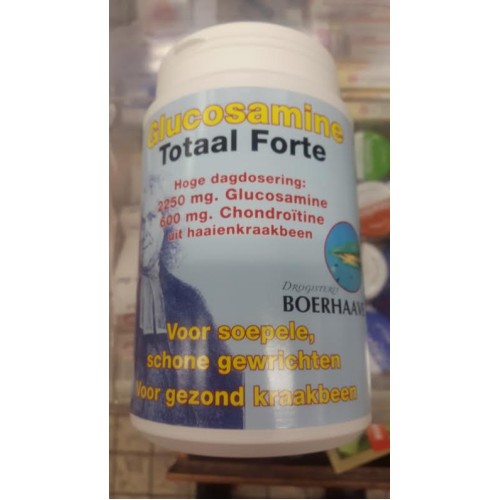 Glucosamine
Totaal Forte
Hoge dagdosering:
2250 mg. Glucosamine
600 mg. Chondroïtine
uit haaienkraakbeen
DROGISTERIJ
BOERHAAVE
Voor soepele,
schone gewrichten
Voor gezond kraakbeen